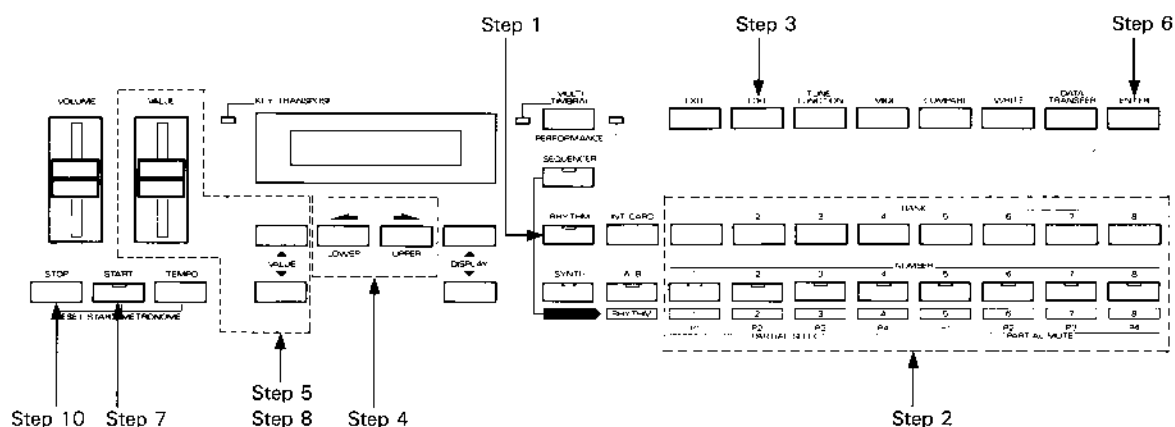 Step 1
Step 3
Step 6
VOLUME
VALUE
KEY TRANSPOSE
MULTI TIMBRAL
PERFORMANCE
EXIT
EDIT
TUNE FUNCTION
MIDI
COMPARE
WRITE
DATA TRANSFER
ENTER
SEQUENCER
RHYTHM
INT CARD
BANK
2 3 4 5 6 7 8
LOWER
UPPER
VALUE
DISPLAY
STOP
START
TEMPO
SYNTH
A B
NUMBER
1 2 3 4 5 6 7 8
RHYTHM
1 2 3 4 5 6 7 8
P1 P2 P3 P4 P1 P2 P3 P4
PARTIAL SELECT
PARTIAL MUTE
Step 5
Step 8
Step 10
Step 7
Step 4
Step 2